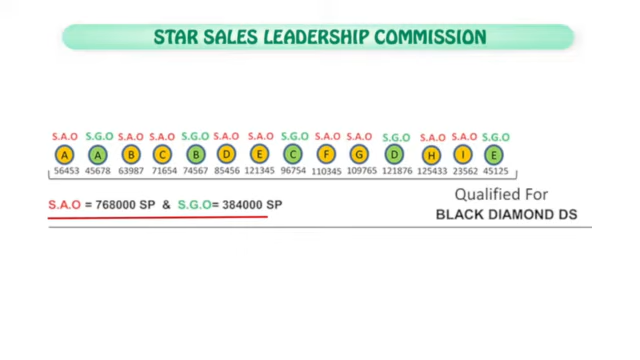 STAR SALES LEADERSHIP COMMISSION
S.A.O S.G.O S.A.O S.A.O S.G.O S.A.O S.A.O S.G.O S.A.O S.A.O S.G.O S.A.O S.A.O S.G.O
A A B C B D E C F G D H I E
56453 45678 63987 71654 74567 85456 121345 96754 110345 109765 121876 125433 23562 45125
S.A.O = 768000 SP & S.G.O= 384000 SP
Qualified For
BLACK DIAMOND DS